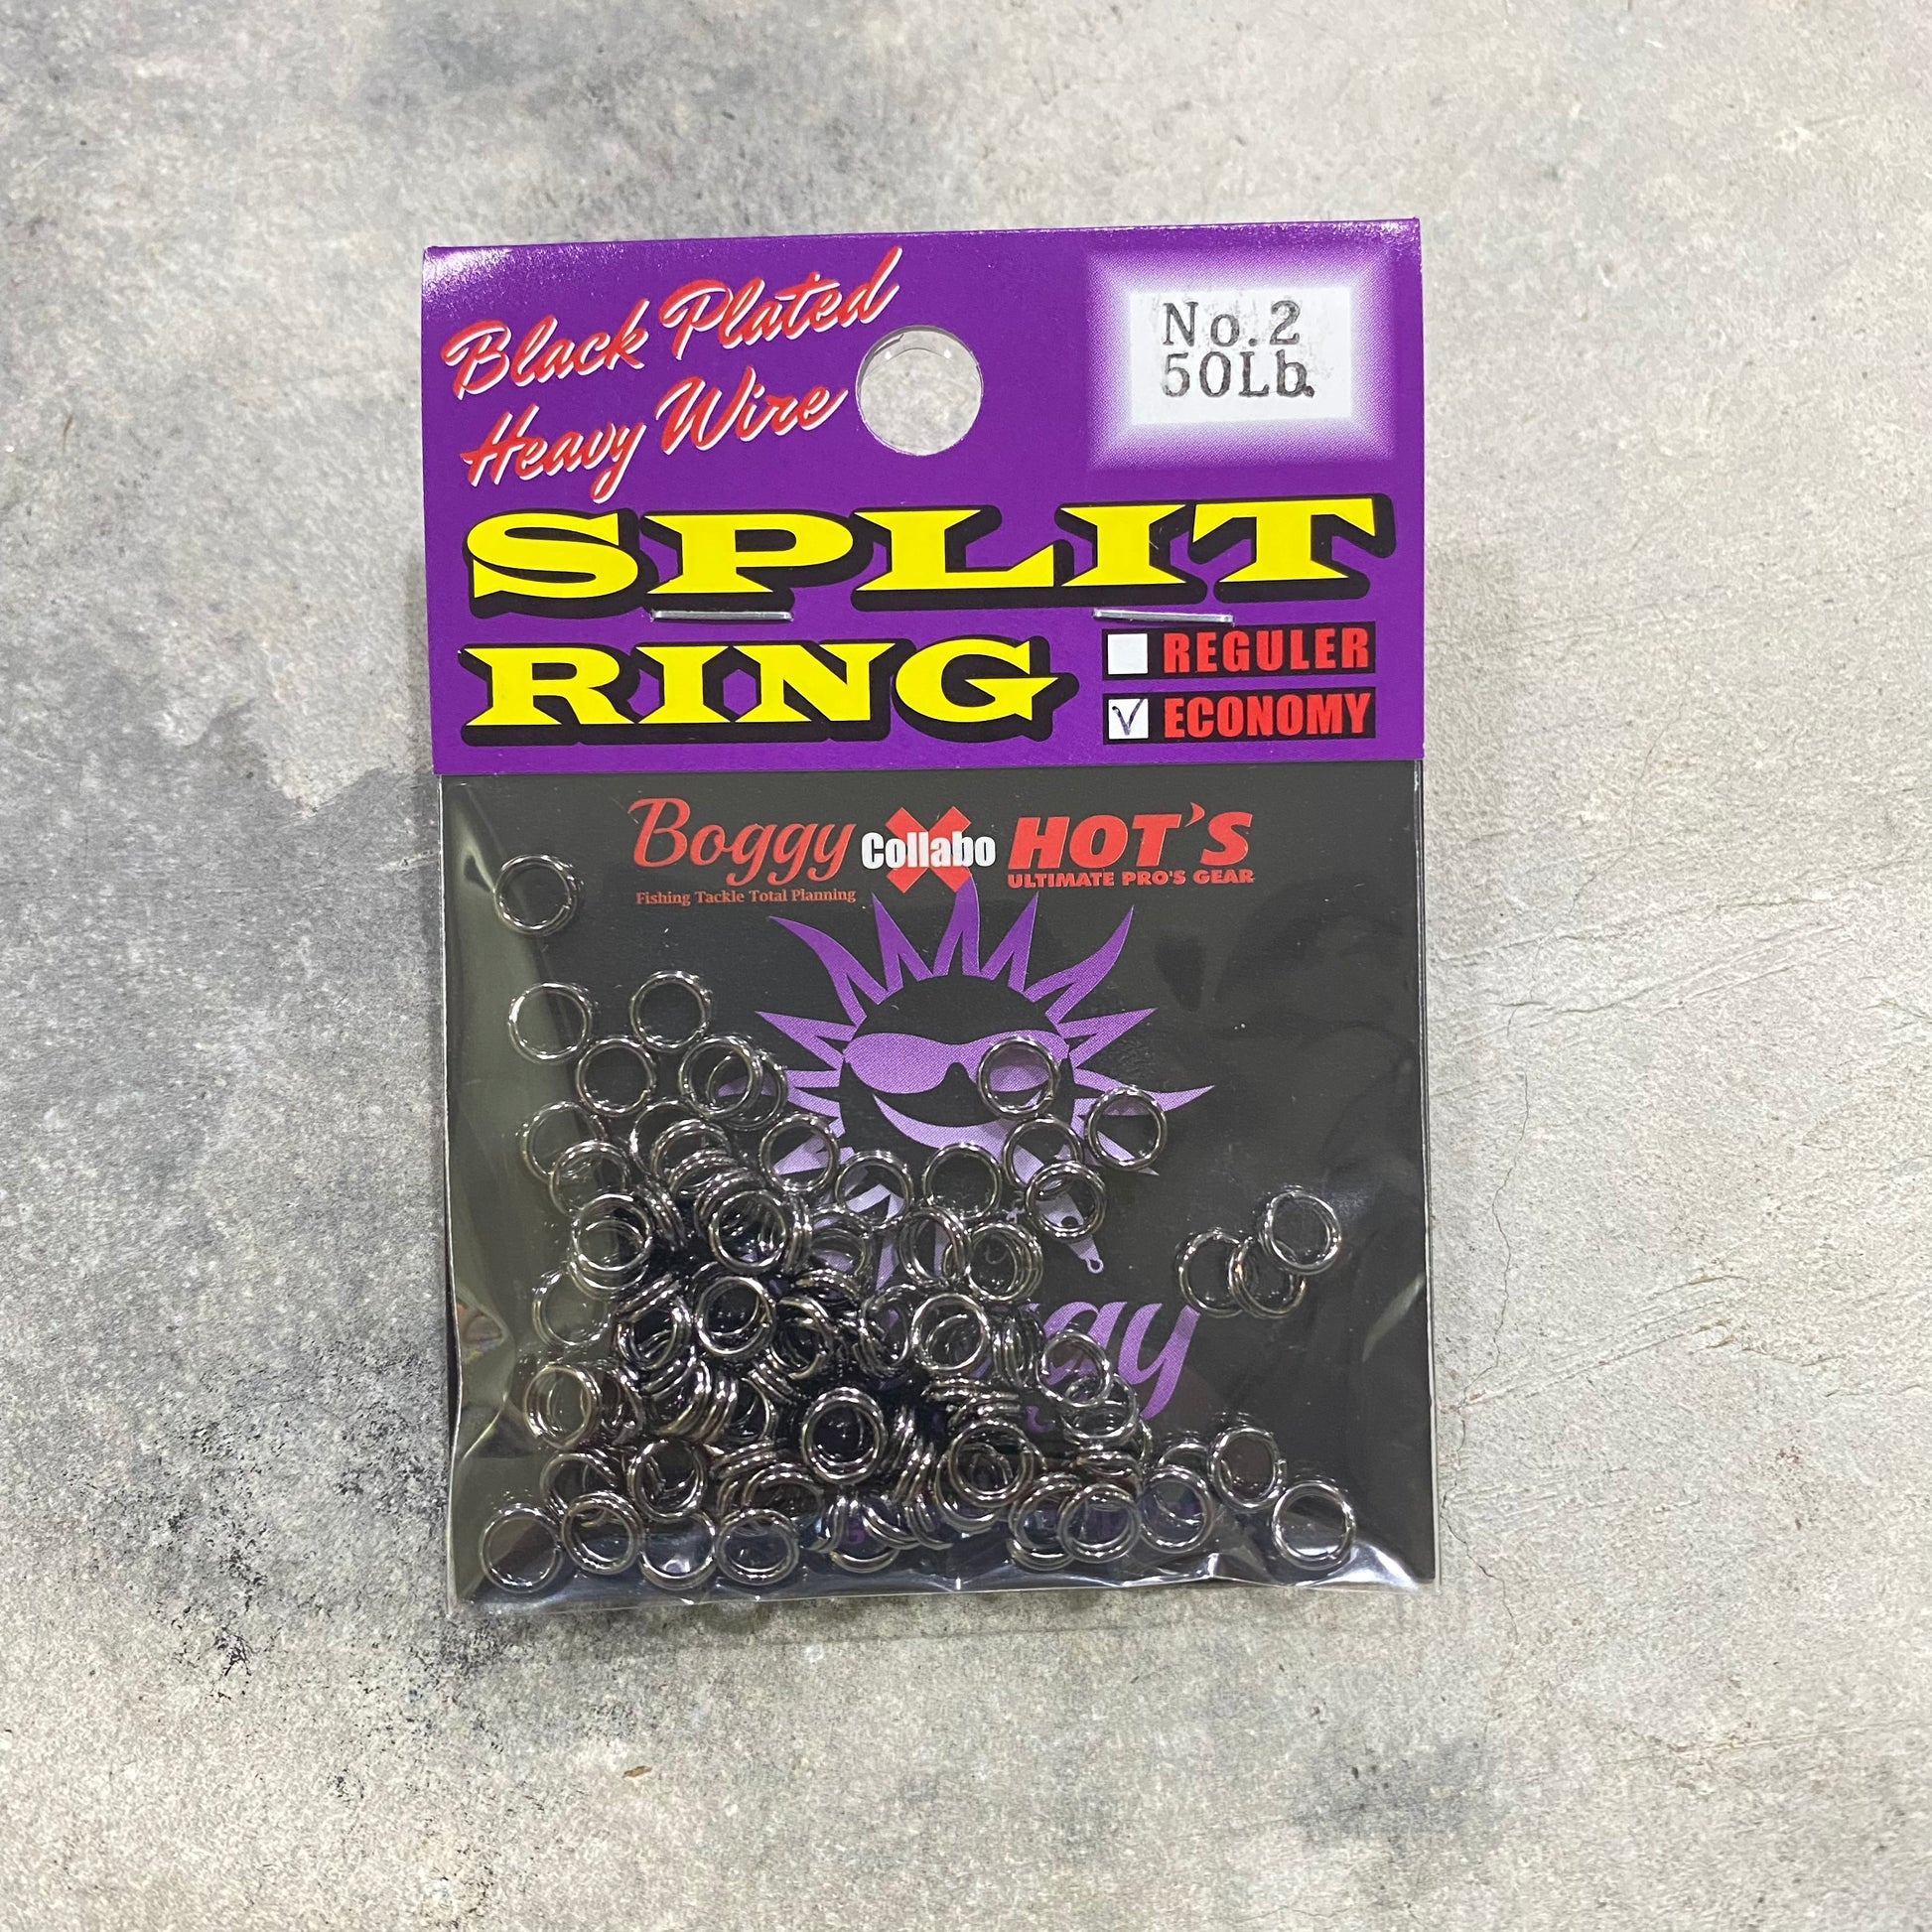 Black Plated
Heavy Wire
No.2
50Lb.
SPLIT
RING
REGULER
ECONOMY
Boggy Collabo HOT'S
Fishing Tackle Total Planning
ULTIMATE PRO'S GEAR